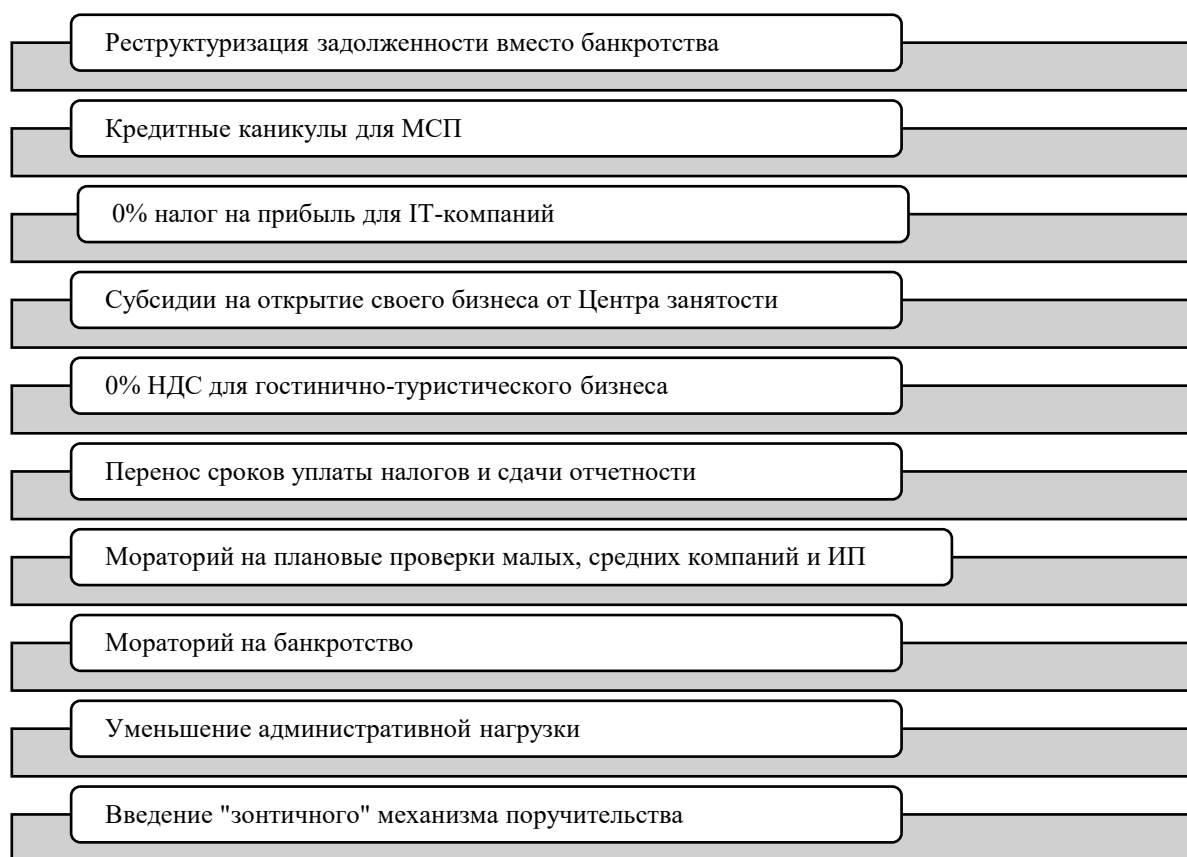 Реструктуризация задолженности вместо банкротства
Кредитные каникулы для МСП
0% налог на прибыль для IT-компаний
Субсидии на открытие своего бизнеса от Центра занятости
0% НДС для гостинично-туристического бизнеса
Перенос сроков уплаты налогов и сдачи отчетности
Мораторий на плановые проверки малых, средних компаний и ИП
Мораторий на банкротство
Уменьшение административной нагрузки
Введение "зонтичного" механизма поручительства